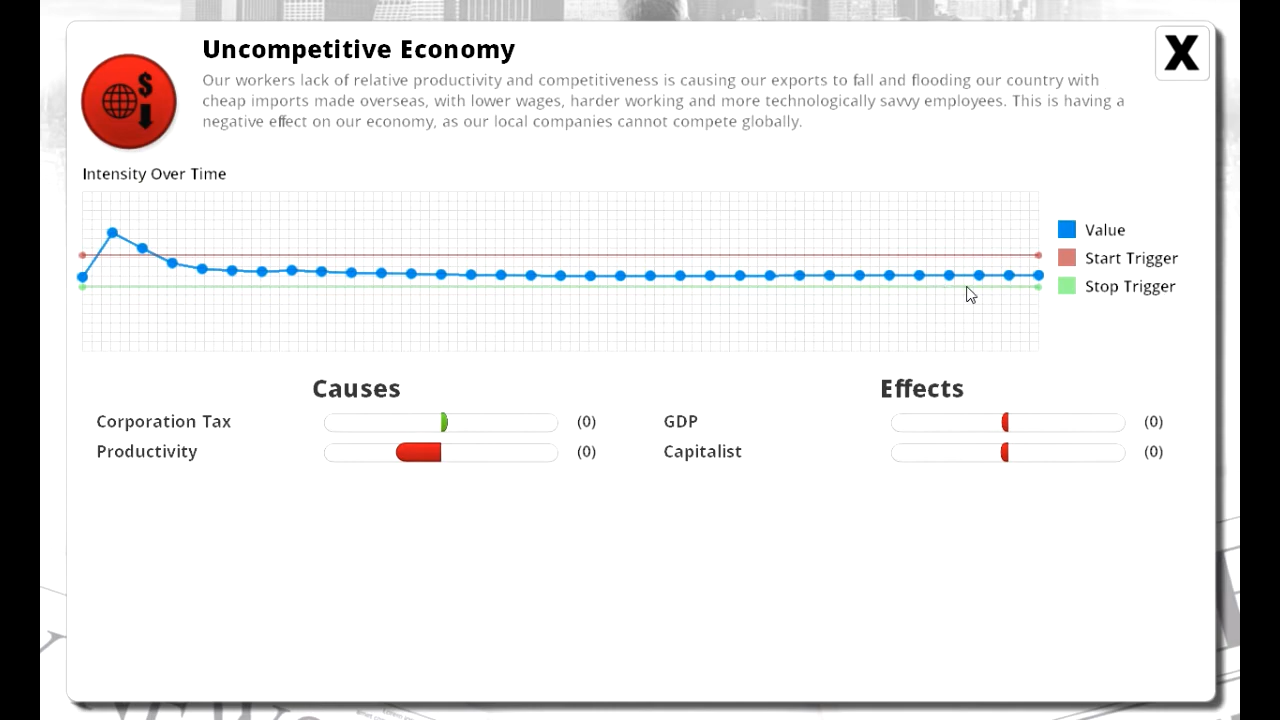 Uncompetitive Economy
X
Our workers lack of relative productivity and competitiveness is causing our exports to fall and flooding our country with
cheap imports made overseas, with lower wages, harder working and more technologically savvy employees. This is having a
negative effect on our economy, as our local companies cannot compete globally.
$
Intensity Over Time
Value
Start Trigger
Stop Trigger
Causes
Effects
Corporation Tax (0) GDP (0)
Productivity (0) Capitalist (0)